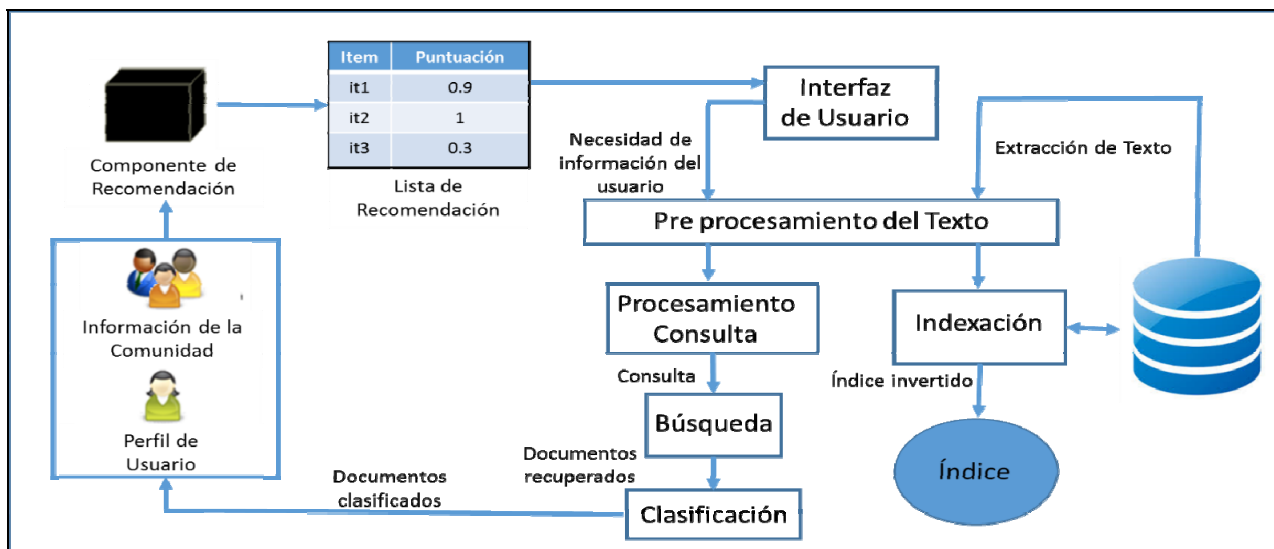 Item Puntuación
it1 0.9
it2 1
it3 0.3
Componente de
Recomendación
Lista de
Recomendación
Interfaz
de Usuario
Necesidad de
información del
usuario
Extracción de Texto
Pre procesamiento del Texto
Información de la
Comunidad
Perfil de
Usuario
Procesamiento
Consulta
Indexación
Consulta
Índice invertido
Búsqueda
Índice
Documentos
recuperados
Documentos
clasificados
Clasificación